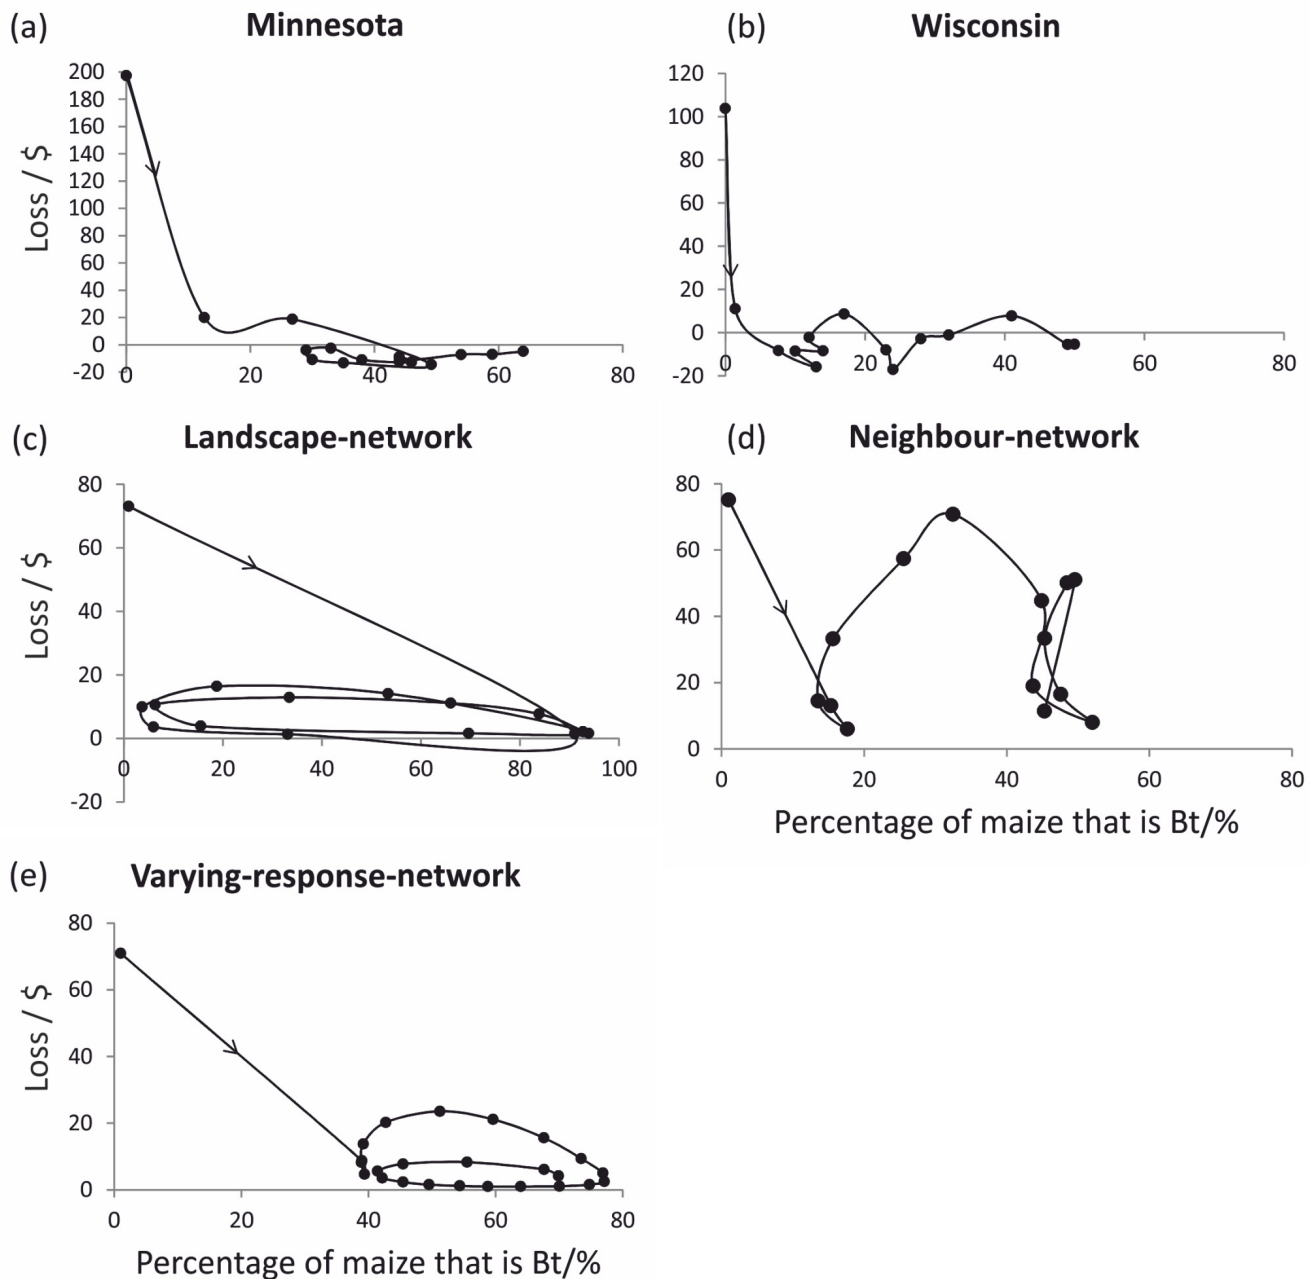 (a) Minnesota
Loss / $
200
180
160
140
120
100
80
60
40
20
0
-20
0 20 40 60 80
(b) Wisconsin
120
100
80
60
40
20
0
-20
0 20 40 60 80
(c) Landscape-network
Loss / $
80
60
40
20
0
-20
0 20 40 60 80 100
(d) Neighbour-network
80
60
40
20
0
0 20 40 60 80
Percentage of maize that is Bt/%
(e) Varying-response-network
Loss / $
80
60
40
20
0
0 20 40 60 80
Percentage of maize that is Bt/%